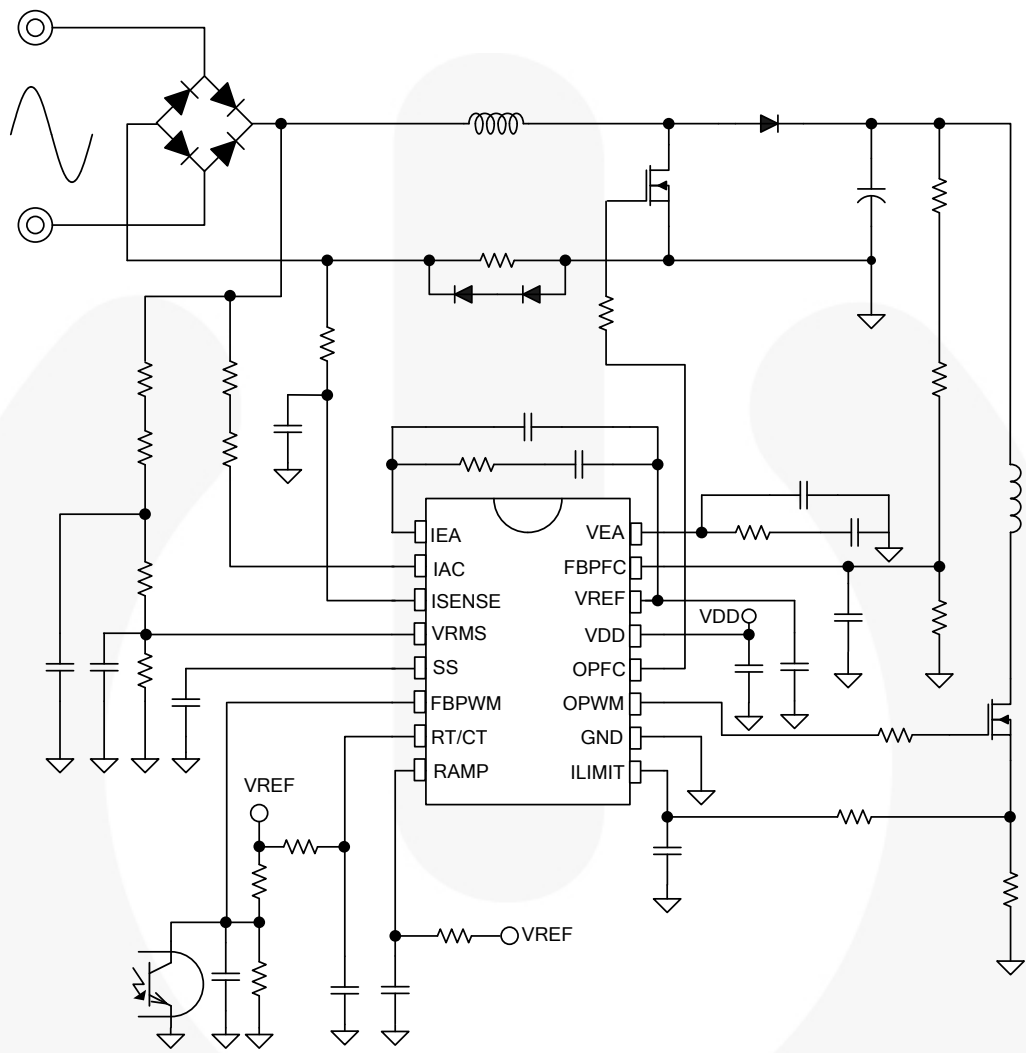 IEA
IAC
ISENSE
VRMS
SS
FBPWM
RT/CT
RAMP
VEA
FBPFC
VREF
VDD
OPFC
OPWM
GND
ILIMIT
VDD
VREF
VREF